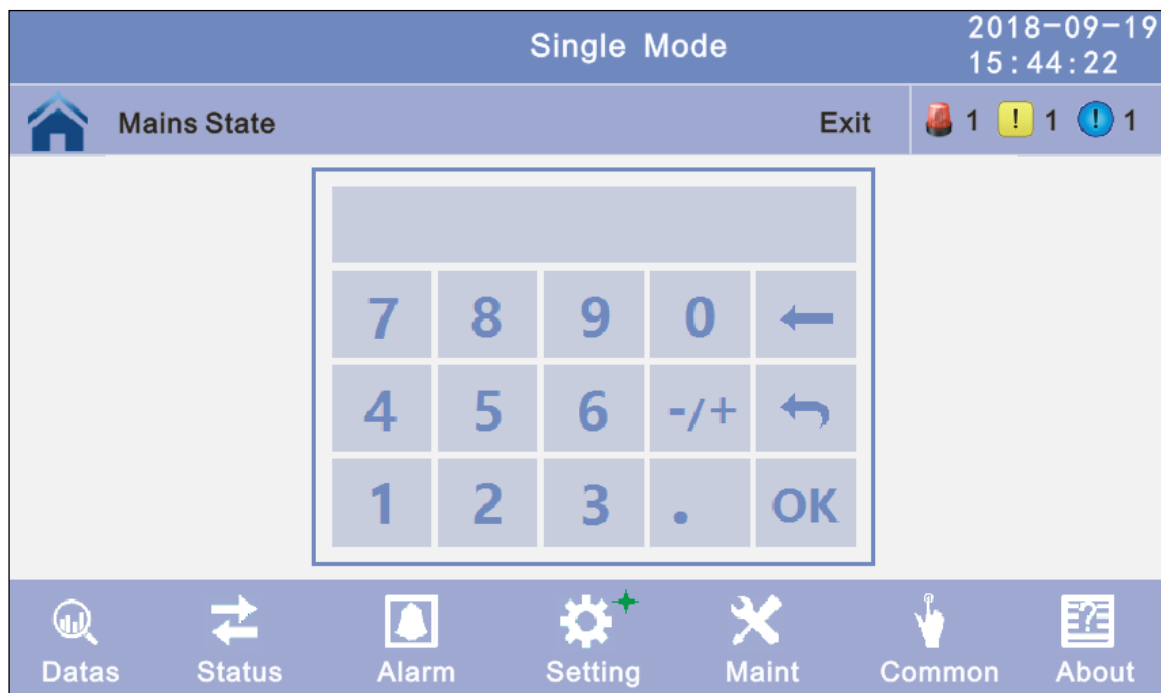 Single Mode
2018-09-19
15:44:22
Mains State
Exit
1
! 1
! 1
7 8 9 0
4 5 6 -/+
1 2 3 . OK
Datas
Status
Alarm
Setting
Maint
Common
About